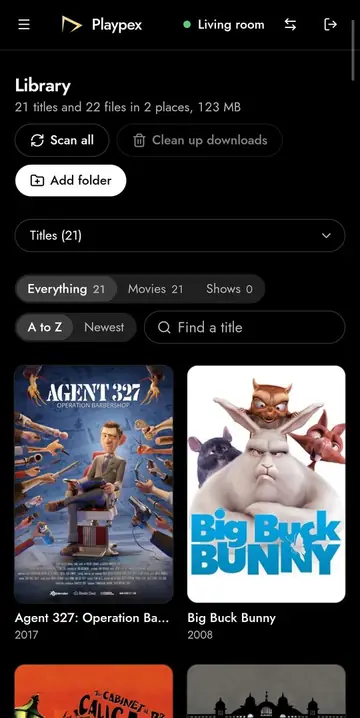 Playpex
Living room
Library
21 titles and 22 files in 2 places, 123 MB
Scan all
Clean up downloads
Add folder
Titles (21)
Everything 21
Movies 21
Shows 0
A to Z
Newest
Find a title
AGENT 327
OPERATION BARBERSHOP
Big Buck
BUNNY
Agent 327: Operation Ba...
2017
Big Buck Bunny
2008
THE CABINET